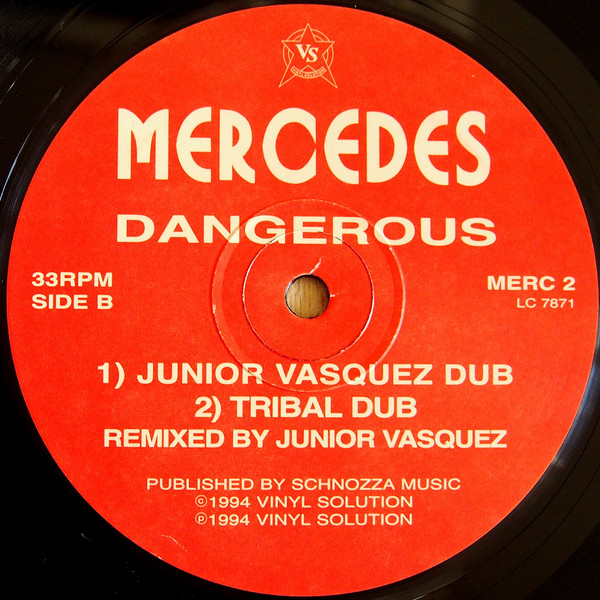 VS
MERCEDES
DANGEROUS
33RPM
SIDE B
MERC 2
LC 7871
1) JUNIOR VASQUEZ DUB
2) TRIBAL DUB
REMIXED BY JUNIOR VASQUEZ
PUBLISHED BY SCHNOZZA MUSIC
©1994 VINYL SOLUTION
℗1994 VINYL SOLUTION